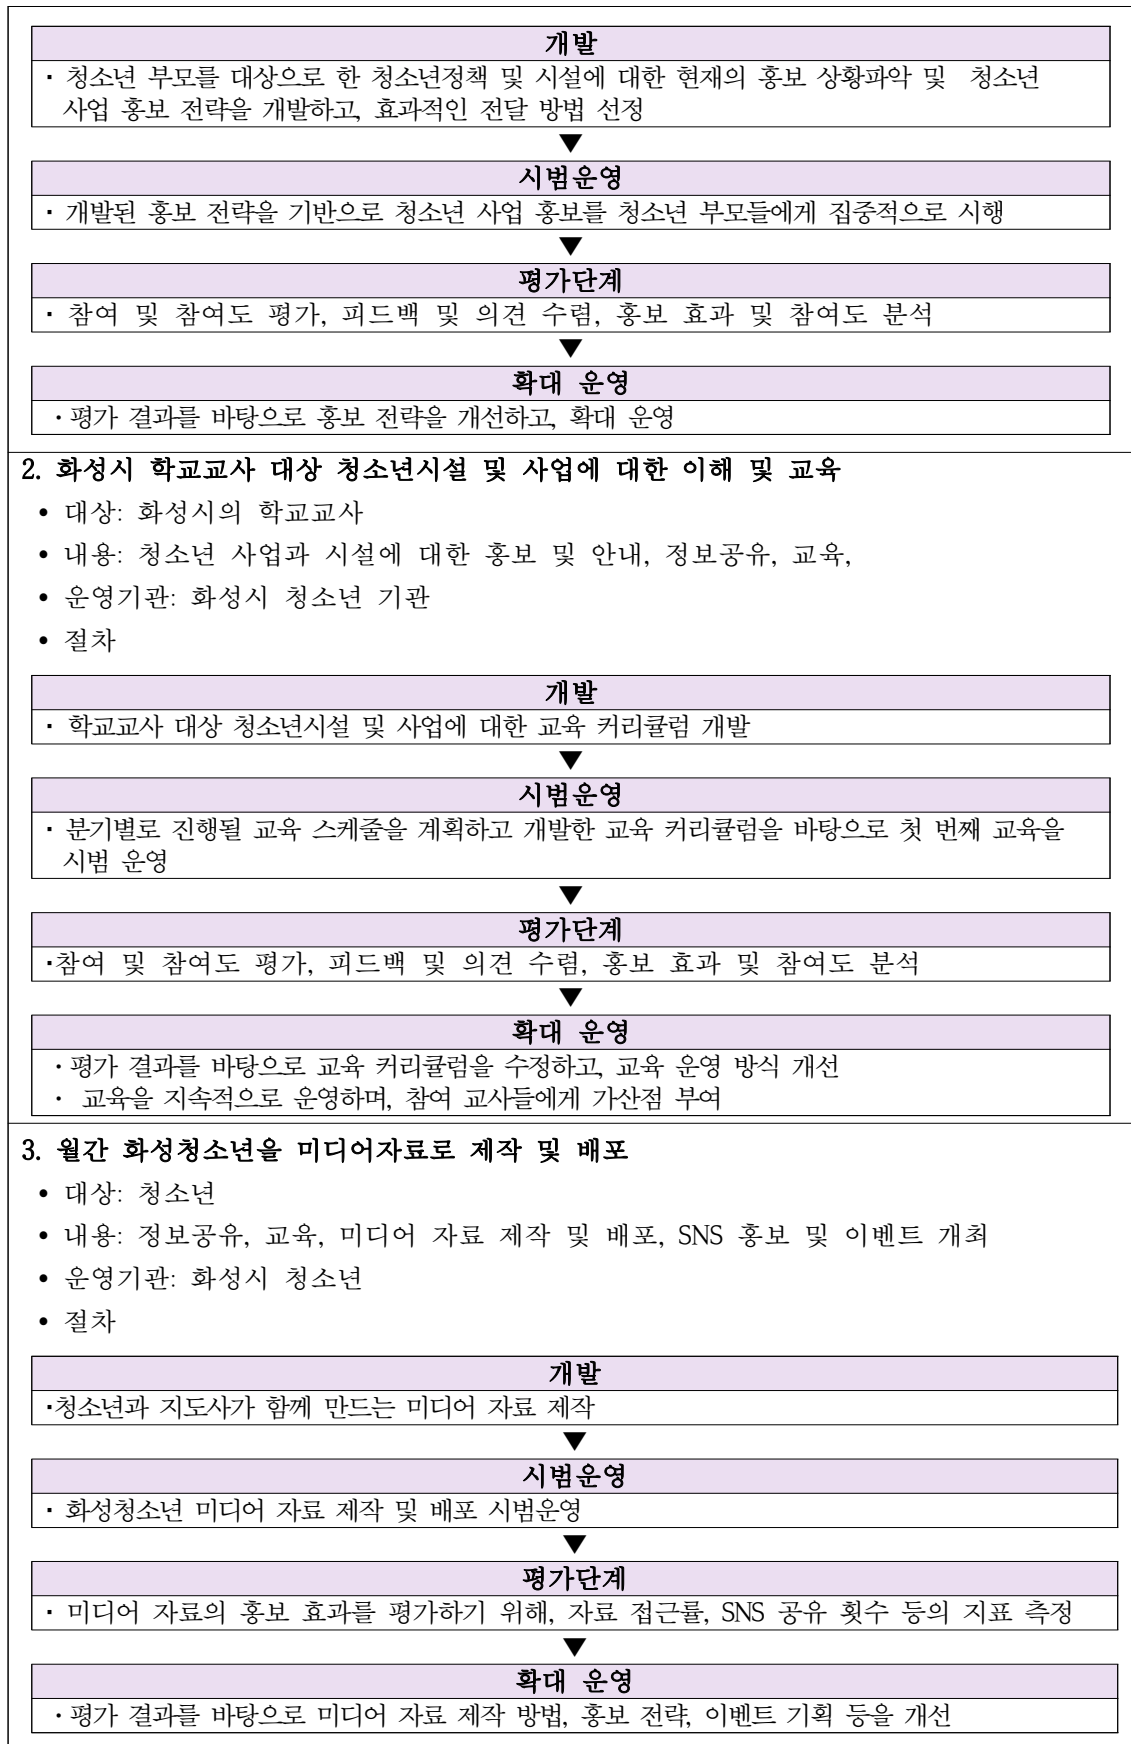 개발
· 청소년 부모를 대상으로 한 청소년정책 및 시설에 대한 현재의 홍보 상황파악 및 청소년
사업 홍보 전략을 개발하고, 효과적인 전달 방법 선정
▼
시범운영
· 개발된 홍보 전략을 기반으로 청소년 사업 홍보를 청소년 부모들에게 집중적으로 시행
▼
평가단계
· 참여 및 참여도 평가, 피드백 및 의견 수렴, 홍보 효과 및 참여도 분석
▼
확대 운영
· 평가 결과를 바탕으로 홍보 전략을 개선하고, 확대 운영
2. 화성시 학교교사 대상 청소년시설 및 사업에 대한 이해 및 교육
• 대상: 화성시의 학교교사
• 내용: 청소년 사업과 시설에 대한 홍보 및 안내, 정보공유, 교육,
• 운영기관: 화성시 청소년 기관
• 절차
개발
· 학교교사 대상 청소년시설 및 사업에 대한 교육 커리큘럼 개발
▼
시범운영
· 분기별로 진행될 교육 스케줄을 계획하고 개발한 교육 커리큘럼을 바탕으로 첫 번째 교육을
시범 운영
▼
평가단계
·참여 및 참여도 평가, 피드백 및 의견 수렴, 홍보 효과 및 참여도 분석
▼
확대 운영
· 평가 결과를 바탕으로 교육 커리큘럼을 수정하고, 교육 운영 방식 개선
· 교육을 지속적으로 운영하며, 참여 교사들에게 가산점 부여
3. 월간 화성청소년을 미디어자료로 제작 및 배포
• 대상: 청소년
• 내용: 정보공유, 교육, 미디어 자료 제작 및 배포, SNS 홍보 및 이벤트 개최
• 운영기관: 화성시 청소년
• 절차
개발
·청소년과 지도사가 함께 만드는 미디어 자료 제작
▼
시범운영
· 화성청소년 미디어 자료 제작 및 배포 시범운영
▼
평가단계
· 미디어 자료의 홍보 효과를 평가하기 위해, 자료 접근률, SNS 공유 횟수 등의 지표 측정
▼
확대 운영
· 평가 결과를 바탕으로 미디어 자료 제작 방법, 홍보 전략, 이벤트 기획 등을 개선